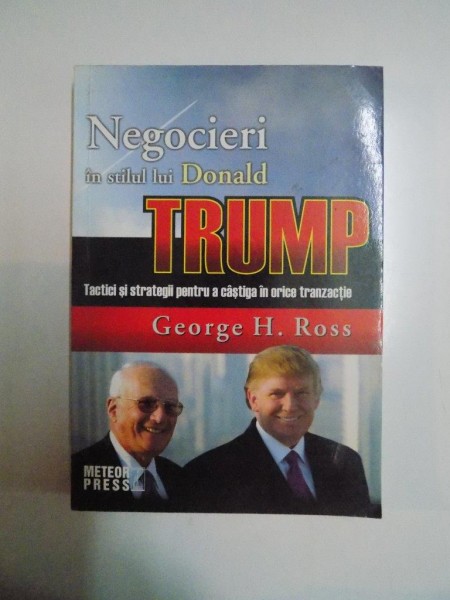 Negocieri
în stilul lui Donald
TRUMP
Tactici și strategii pentru a câștiga în orice tranzacție
George H. Ross
METEOR
PRESS